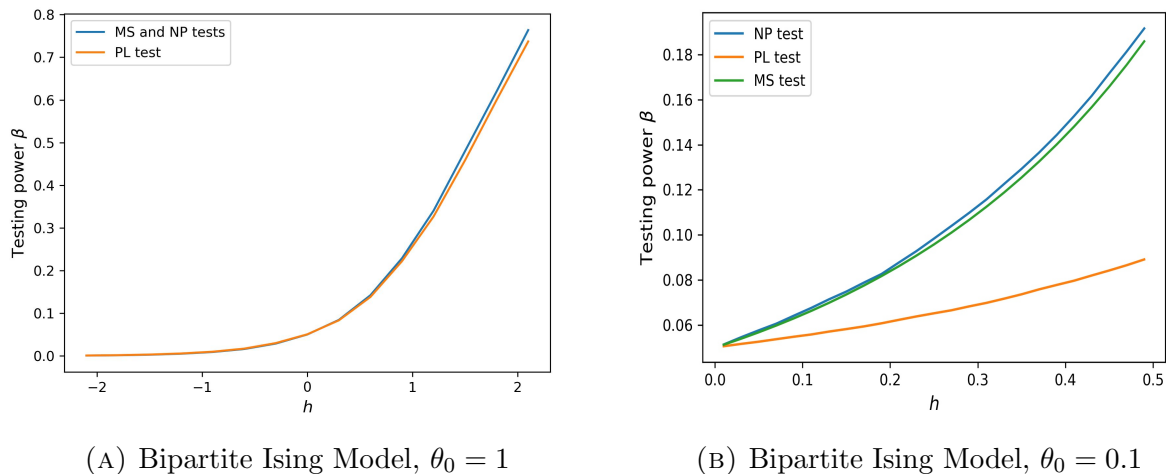 0.8
0.7
0.6
0.5
0.4
0.3
0.2
0.1
0.0
Testing power β
MS and NP tests
PL test
−2
−1
0
1
2
h
(A) Bipartite Ising Model, θ₀ = 1
0.18
0.16
0.14
0.12
0.10
0.08
0.06
Testing power β
NP test
PL test
MS test
0.0
0.1
0.2
0.3
0.4
0.5
h
(B) Bipartite Ising Model, θ₀ = 0.1